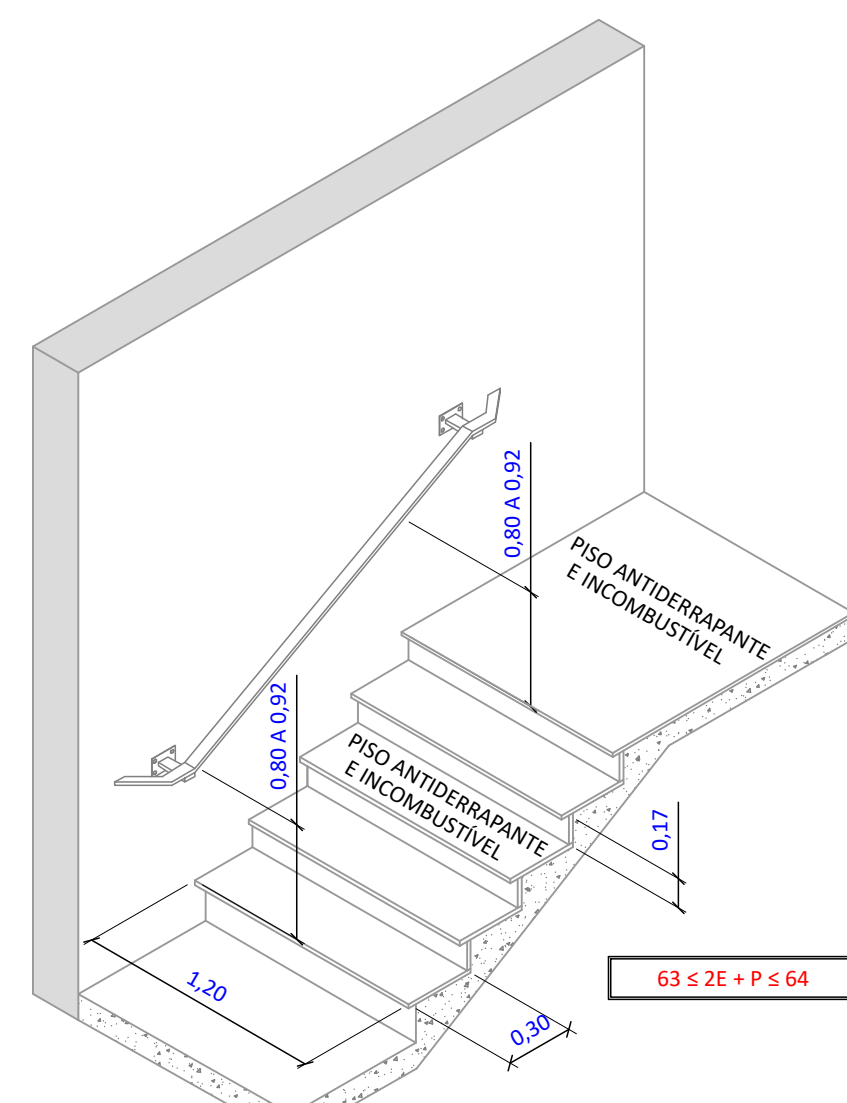 0,80 A 0,92
PISO ANTIDERRAPANTE
E INCOMBUSTÍVEL
0,80 A 0,92
PISO ANTIDERRAPANTE
E INCOMBUSTÍVEL
0,17
63 ≤ 2E + P ≤ 64
1,20
0,30